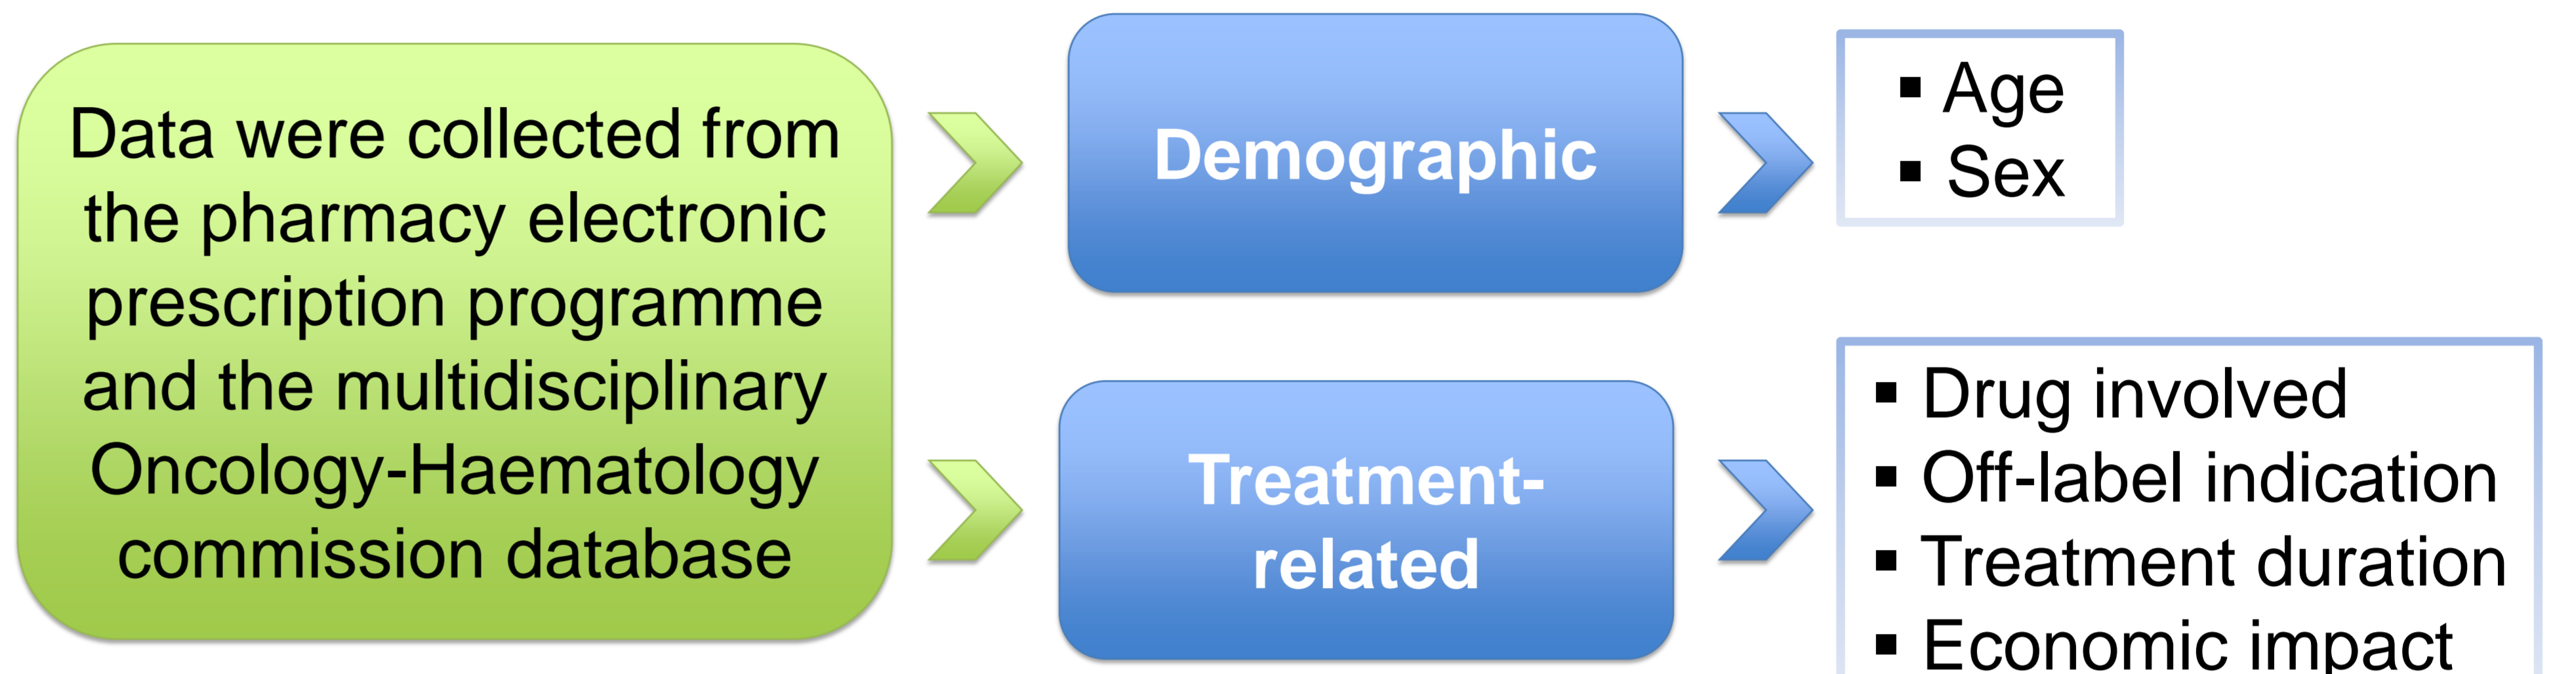 Data were collected from
the pharmacy electronic
prescription programme
and the multidisciplinary
Oncology-Haematology
commission database
Demographic
▪ Age
▪ Sex
Treatment-
related
▪ Drug involved
▪ Off-label indication
▪ Treatment duration
▪ Economic impact